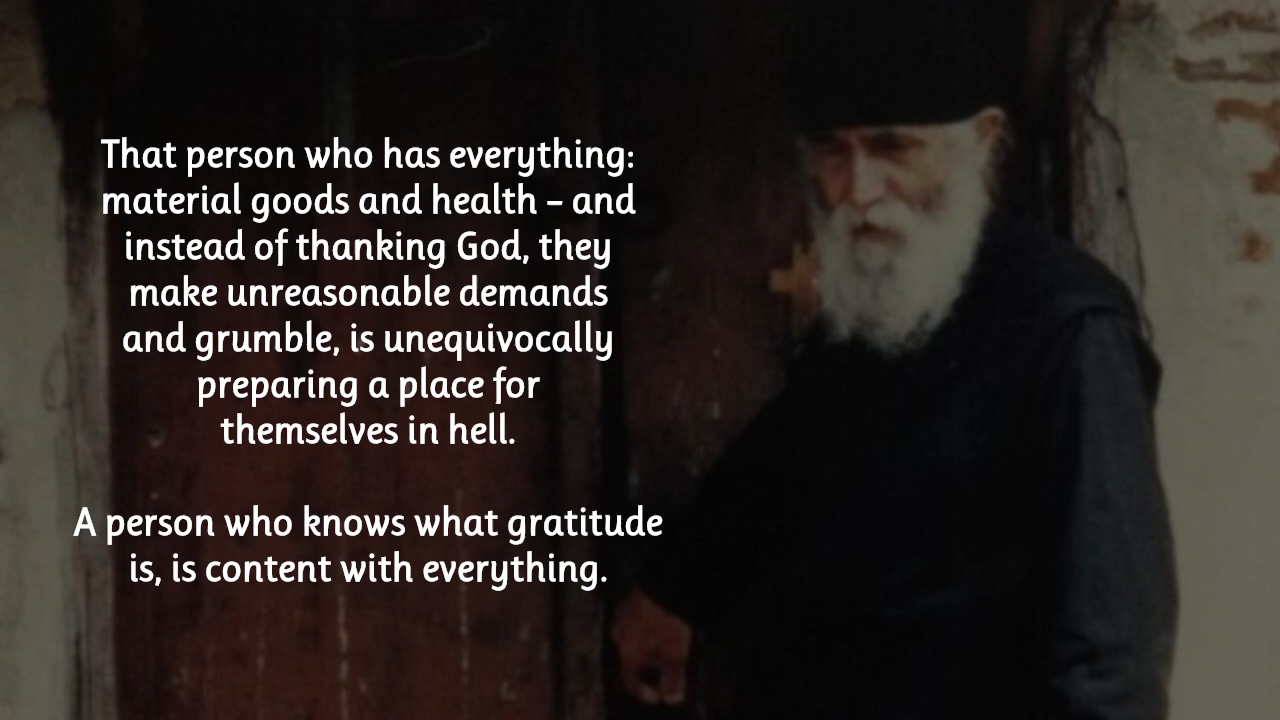 That person who has everything:
material goods and health – and
instead of thanking God, they
make unreasonable demands
and grumble, is unequivocally
preparing a place for
themselves in hell.
A person who knows what gratitude
is, is content with everything.